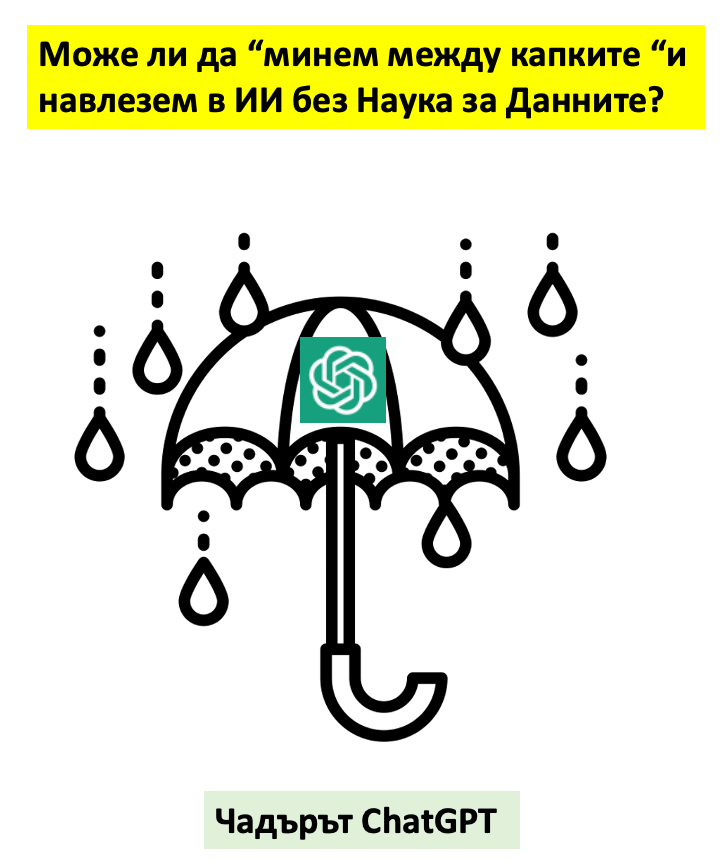 Може ли да “минем между капките “и
навлезем в ИИ без Наука за Данните?
Чадърът ChatGPT